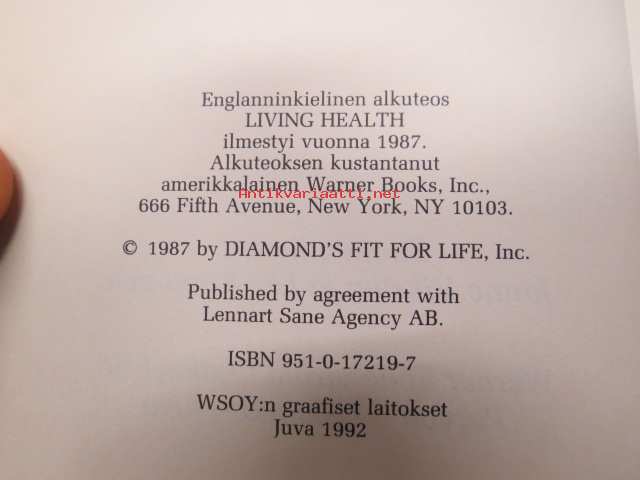 Englanninkielinen alkuteos
LIVING HEALTH
ilmestyi vuonna 1987.
Alkuteoksen kustantanut
amerikkalainen Warner Books, Inc.,
Antikvariaatti.net
666 Fifth Avenue, New York, NY 10103.
© 1987 by DIAMOND'S FIT FOR LIFE, Inc.
Published by agreement with
Lennart Sane Agency AB.
ISBN 951-0-17219-7
WSOY:n graafiset laitokset
Juva 1992